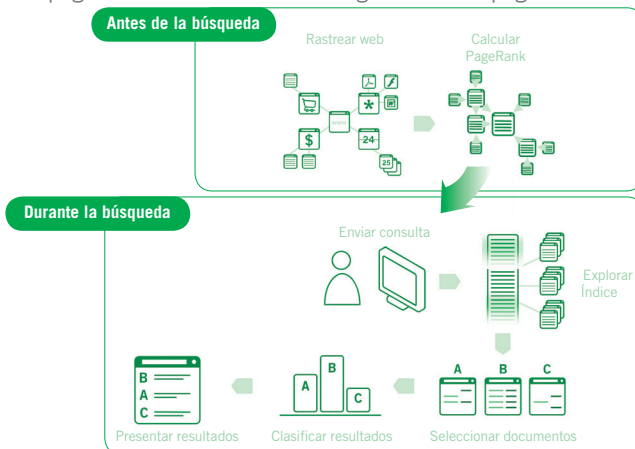 Antes de la búsqueda
Rastrear web
Calcular
PageRank
www
$
*
24
25
Durante la búsqueda
Enviar consulta
Explorar
Índice
A B C
B
A
C
A
B
C
Presentar resultados
Clasificar resultados
Seleccionar documentos